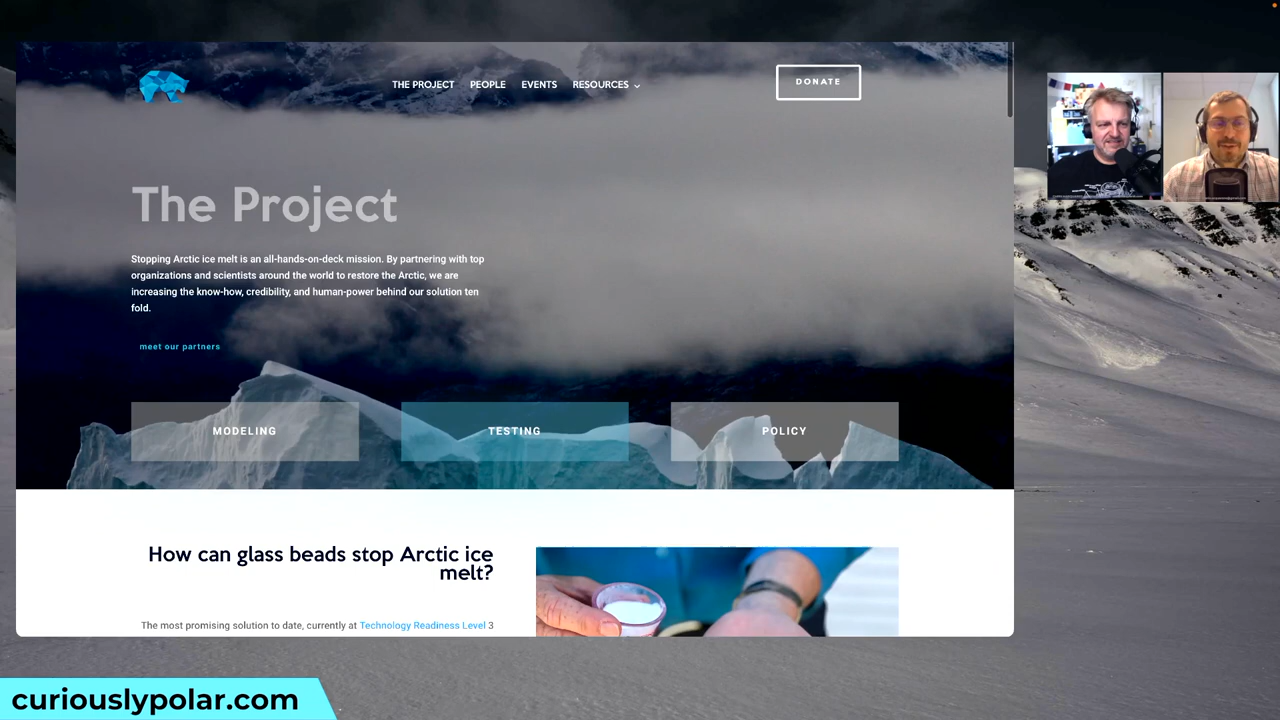 THE PROJECT PEOPLE EVENTS RESOURCES
DONATE
The Project
Stopping Arctic ice melt is an all-hands-on-deck mission. By partnering with top
organizations and scientists around the world to restore the Arctic, we are
increasing the know-how, credibility, and human-power behind our solution ten
fold.
meet our partners
MODELING
TESTING
POLICY
How can glass beads stop Arctic ice
melt?
The most promising solution to date, currently at Technology Readiness Level 3
curiouslypolar.com